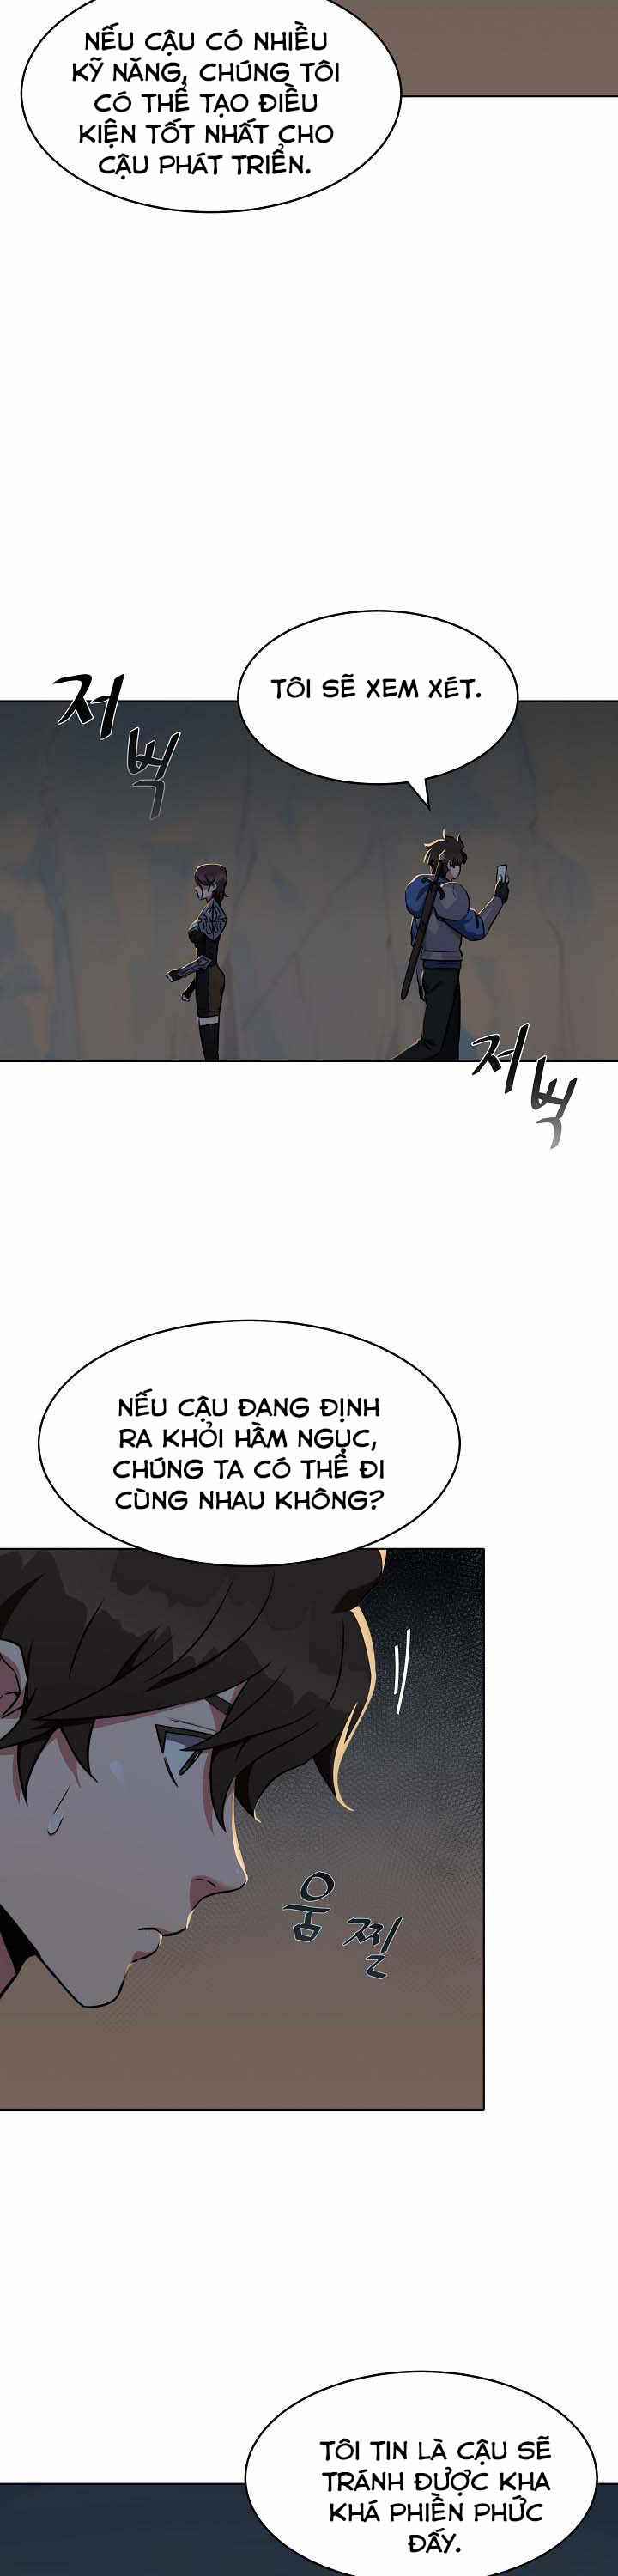 NẾU CẬU CÓ NHIỀU
KỸ NĂNG, CHÚNG TÔI
CÓ THỂ TẠO ĐIỀU
KIỆN TỐT NHẤT CHO
CẬU PHÁT TRIỂN.
TÔI SẼ XEM XÉT.
저벅
저벅
NẾU CẬU ĐANG ĐỊNH
RA KHỎI HẦM NGỤC,
CHÚNG TA CÓ THỂ ĐI
CÙNG NHAU KHÔNG?
움찔
TÔI TIN LÀ CẬU SẼ
TRÁNH ĐƯỢC KHA
KHÁ PHIỀN PHỨC
ĐẤY.